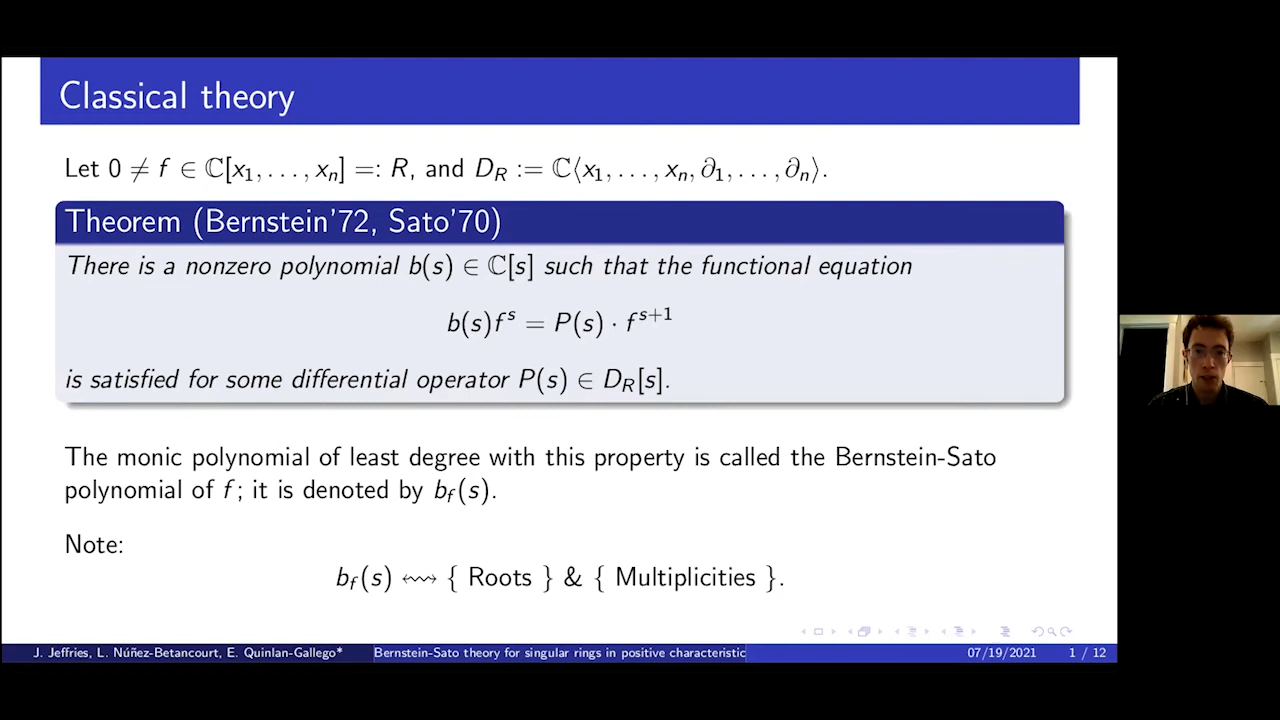 Classical theory
Let 0 ≠ f ∈ ℂ[x₁, . . . , xₙ] =: R, and D_R := ℂ⟨x₁, . . . , xₙ, ∂₁, . . . , ∂ₙ⟩.
Theorem (Bernstein'72, Sato'70)
There is a nonzero polynomial b(s) ∈ ℂ[s] such that the functional equation
b(s)f^s = P(s) · f^{s+1}
is satisfied for some differential operator P(s) ∈ D_R[s].
The monic polynomial of least degree with this property is called the Bernstein-Sato
polynomial of f; it is denoted by b_f(s).
Note:
b_f(s) ↭ { Roots } & { Multiplicities }.
J. Jeffries, L. Núñez-Betancourt, E. Quinlan-Gallego* Bernstein-Sato theory for singular rings in positive characteristic 07/19/2021 1 / 12